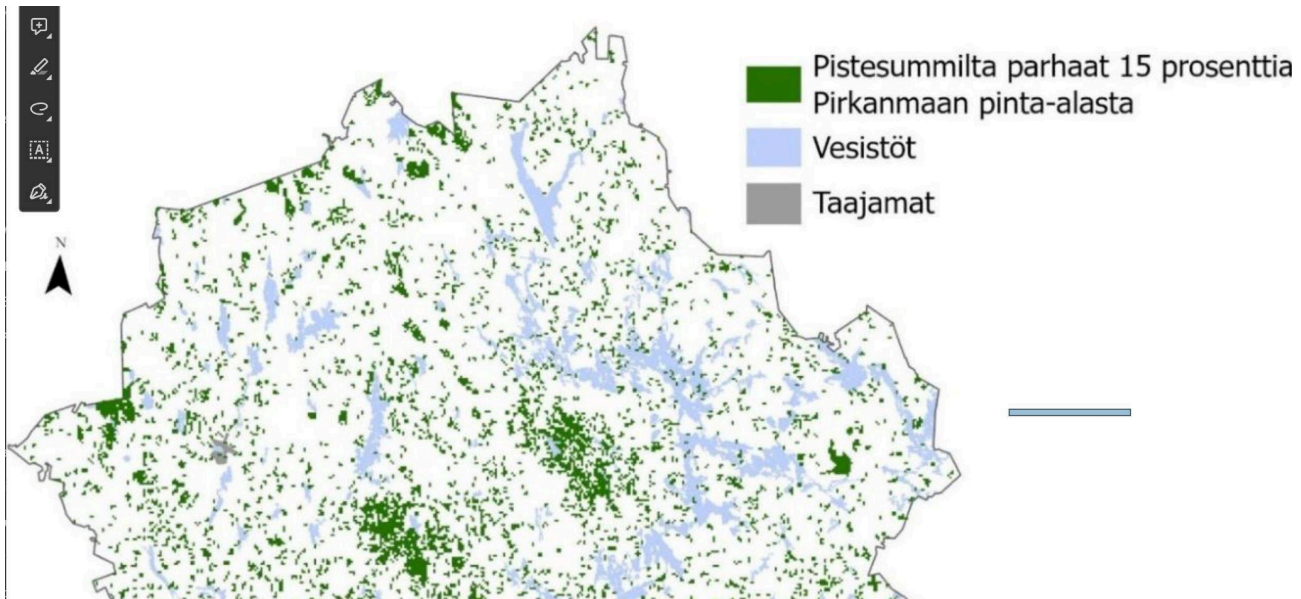 A
N
Pistesummilta parhaat 15 prosenttia
Pirkanmaan pinta-alasta
Vesistöt
Taajamat